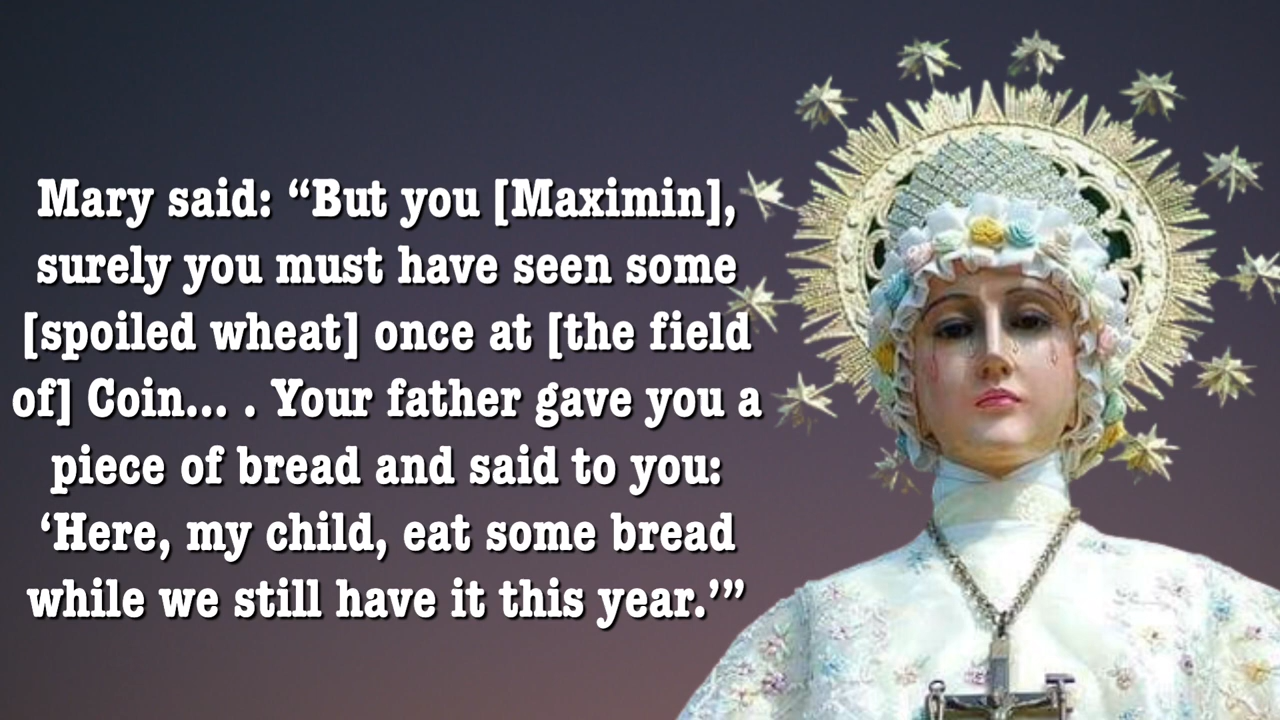 Mary said: “But you [Maximin],
surely you must have seen some
[spoiled wheat] once at [the field
of] Coin... . Your father gave you a
piece of bread and said to you:
‘Here, my child, eat some bread
while we still have it this year.’”